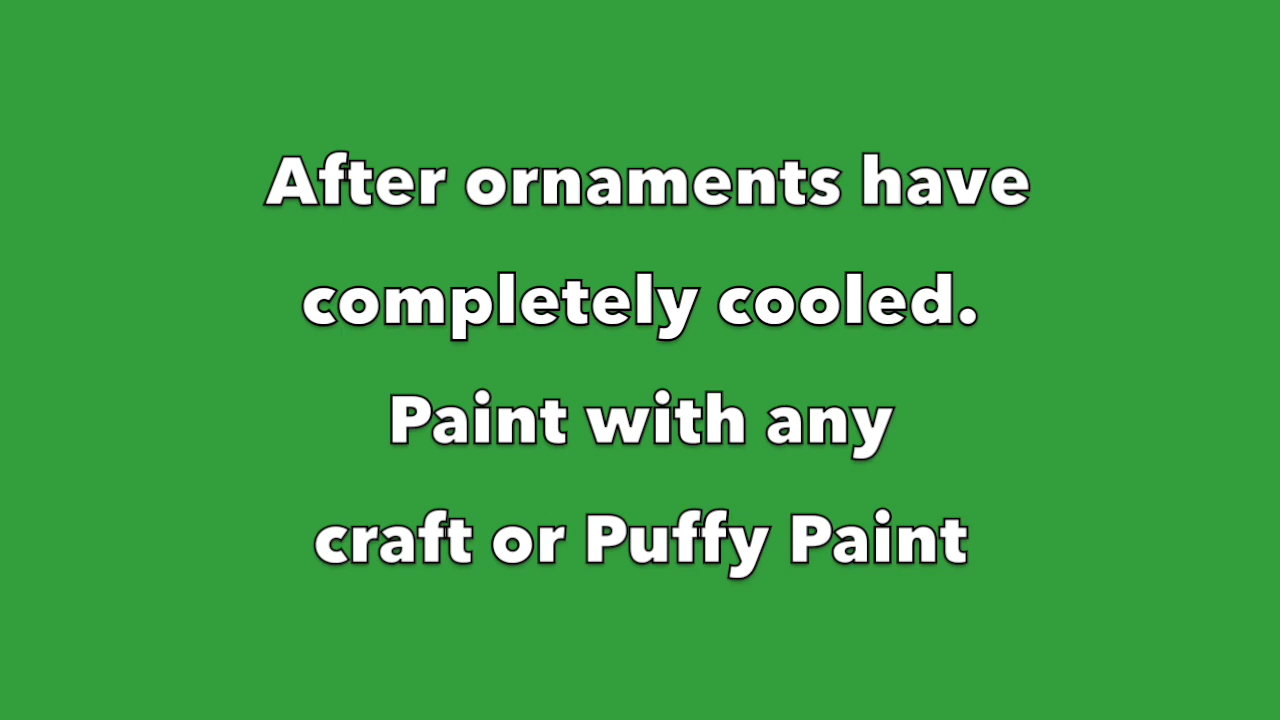 After ornaments have
completely cooled.
Paint with any
craft or Puffy Paint